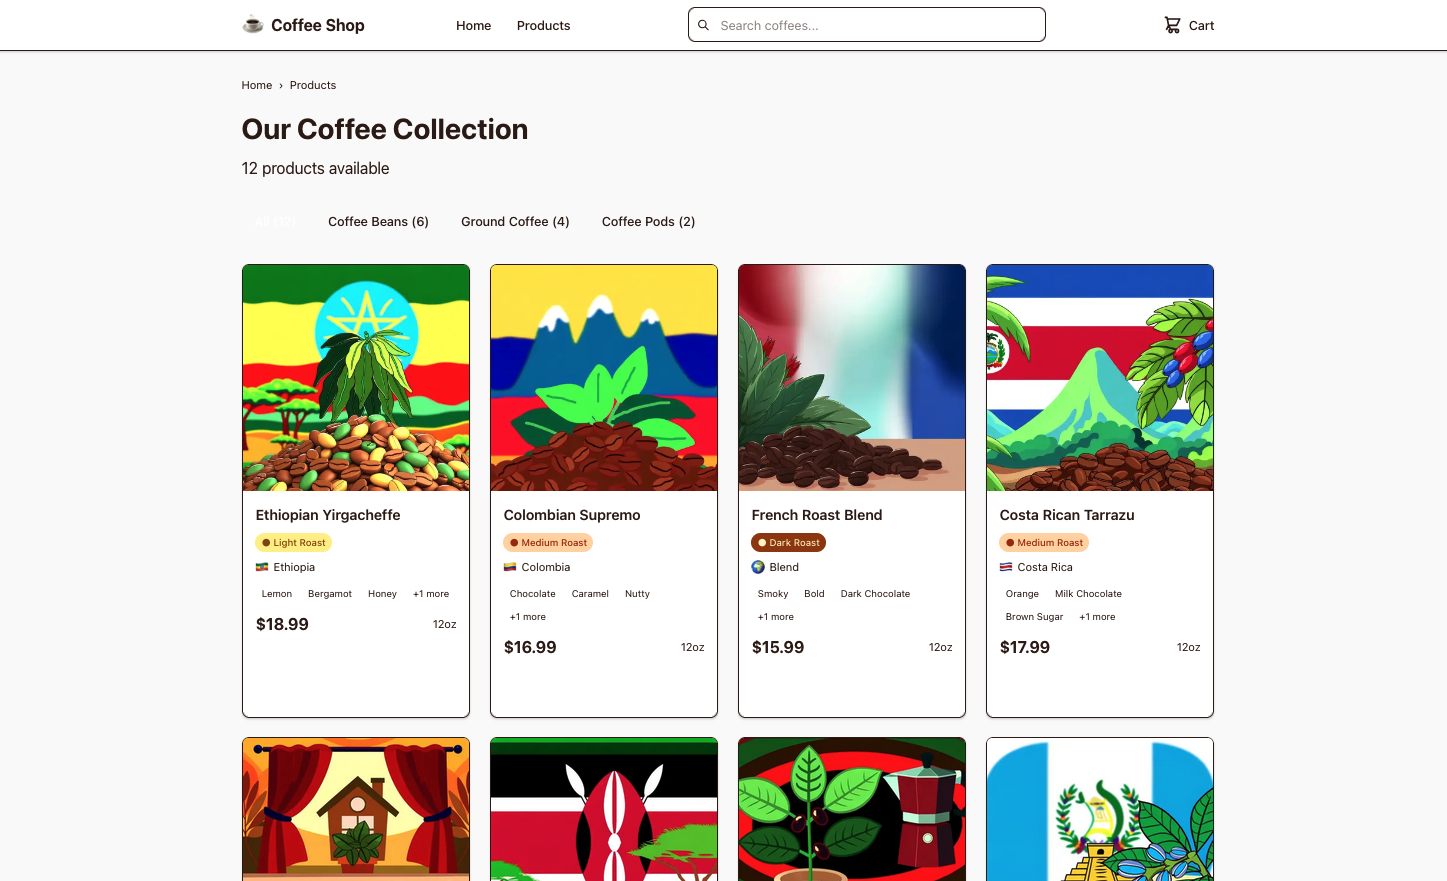 Coffee Shop
Home
Products
Search coffees...
Cart
Home › Products
Our Coffee Collection
12 products available
All (12)
Coffee Beans (6)
Ground Coffee (4)
Coffee Pods (2)
Ethiopian Yirgacheffe
Light Roast
Ethiopia
Lemon Bergamot Honey +1 more
$18.99 12oz
Colombian Supremo
Medium Roast
Colombia
Chocolate Caramel Nutty
+1 more
$16.99 12oz
French Roast Blend
Dark Roast
Blend
Smoky Bold Dark Chocolate
+1 more
$15.99 12oz
Costa Rican Tarrazu
Medium Roast
Costa Rica
Orange Milk Chocolate
Brown Sugar +1 more
$17.99 12oz